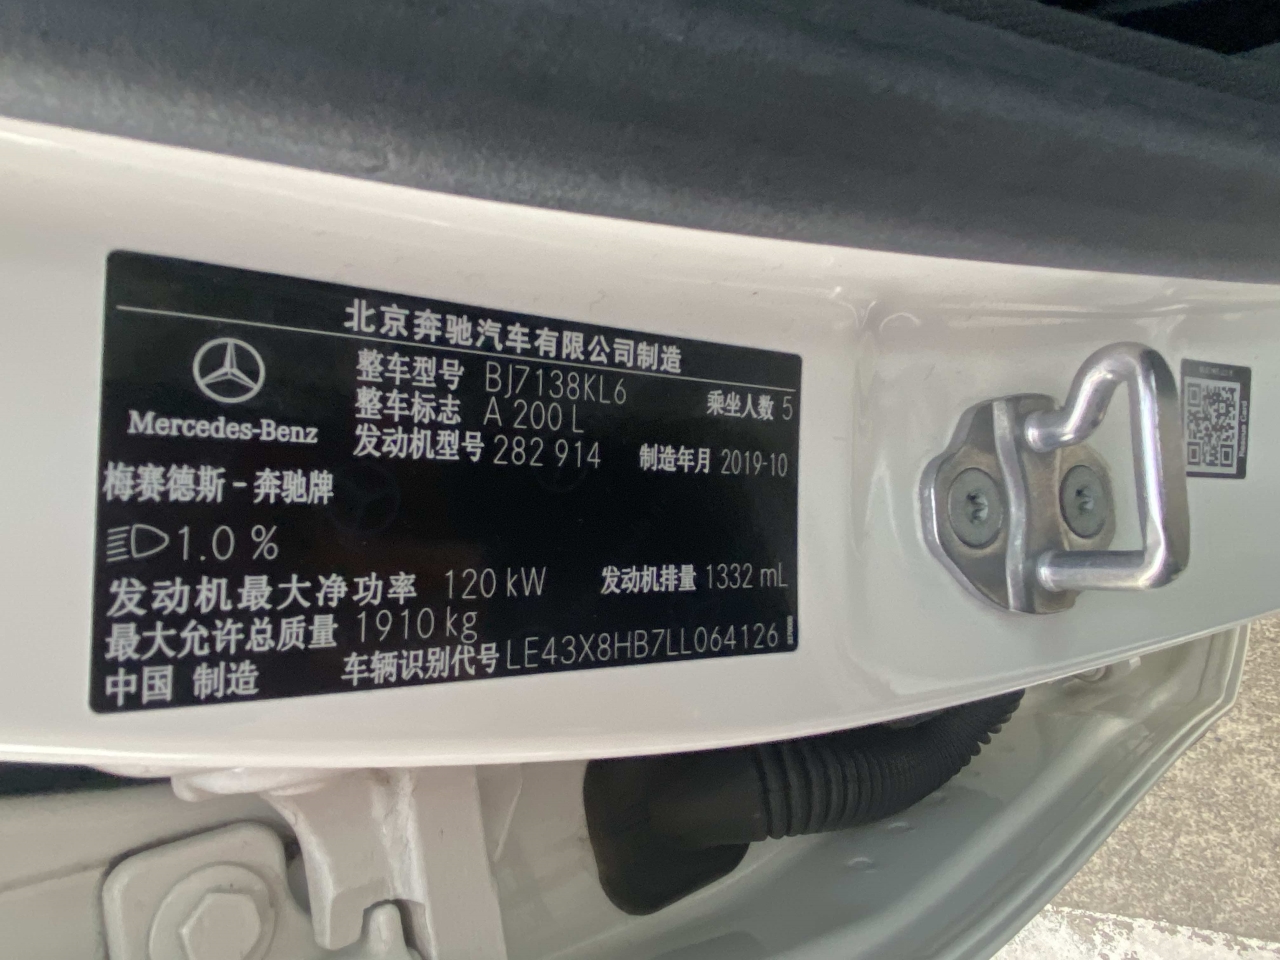 北京奔驰汽车有限公司制造
整车型号 BJ7138KL6
整车标志 A 200 L
乘坐人数 5
发动机型号 282 914
制造年月 2019-10
Mercedes-Benz
梅赛德斯-奔驰牌
1.0 %
发动机最大净功率 120 kW
发动机排量 1332 mL
最大允许总质量 1910 kg
中国 制造
车辆识别代号 LE43X8HB7LL064126
Rescue Card